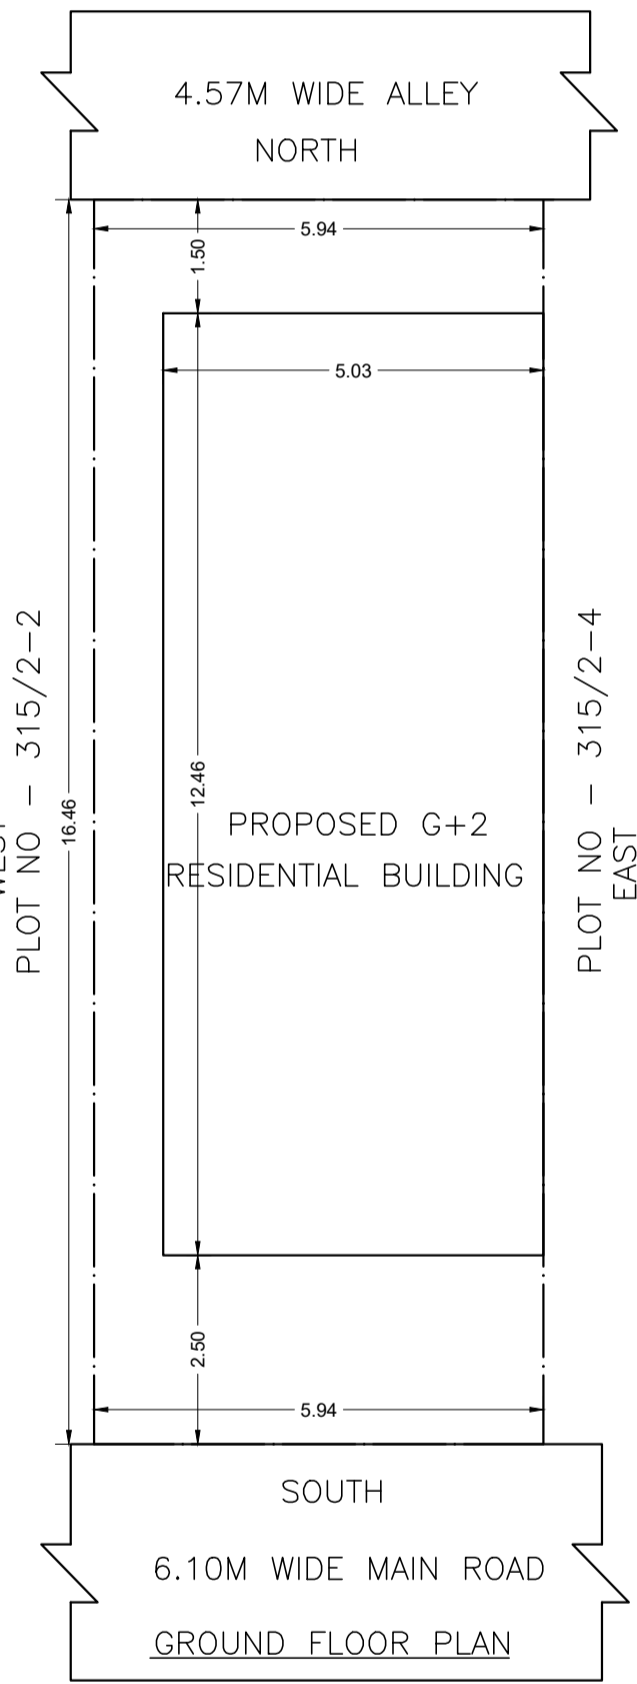 4.57M WIDE ALLEY
NORTH
5.94
1.50
5.03
PLOT NO - 315/2-2
16.46
12.46
PROPOSED G+2
RESIDENTIAL BUILDING
PLOT NO - 315/2-4
EAST
2.50
5.94
SOUTH
6.10M WIDE MAIN ROAD
GROUND FLOOR PLAN